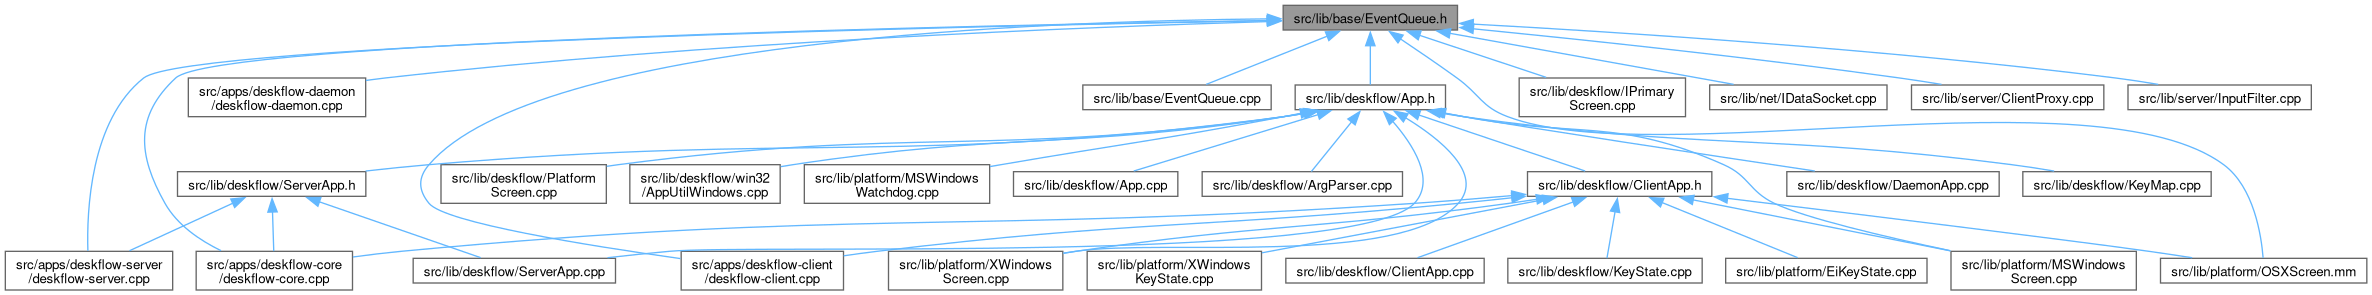 src/lib/base/EventQueue.h
src/apps/deskflow-daemon
/deskflow-daemon.cpp
src/lib/base/EventQueue.cpp
src/lib/deskflow/App.h
src/lib/deskflow/IPrimary
Screen.cpp
src/lib/net/IDataSocket.cpp
src/lib/server/ClientProxy.cpp
src/lib/server/InputFilter.cpp
src/lib/deskflow/ServerApp.h
src/lib/deskflow/Platform
Screen.cpp
src/lib/deskflow/win32
/AppUtilWindows.cpp
src/lib/platform/MSWindows
Watchdog.cpp
src/lib/deskflow/App.cpp
src/lib/deskflow/ArgParser.cpp
src/lib/deskflow/ClientApp.h
src/lib/deskflow/DaemonApp.cpp
src/lib/deskflow/KeyMap.cpp
src/apps/deskflow-server
/deskflow-server.cpp
src/apps/deskflow-core
/deskflow-core.cpp
src/lib/deskflow/ServerApp.cpp
src/apps/deskflow-client
/deskflow-client.cpp
src/lib/platform/XWindows
Screen.cpp
src/lib/platform/XWindows
KeyState.cpp
src/lib/deskflow/ClientApp.cpp
src/lib/deskflow/KeyState.cpp
src/lib/platform/EiKeyState.cpp
src/lib/platform/MSWindows
Screen.cpp
src/lib/platform/OSXScreen.mm